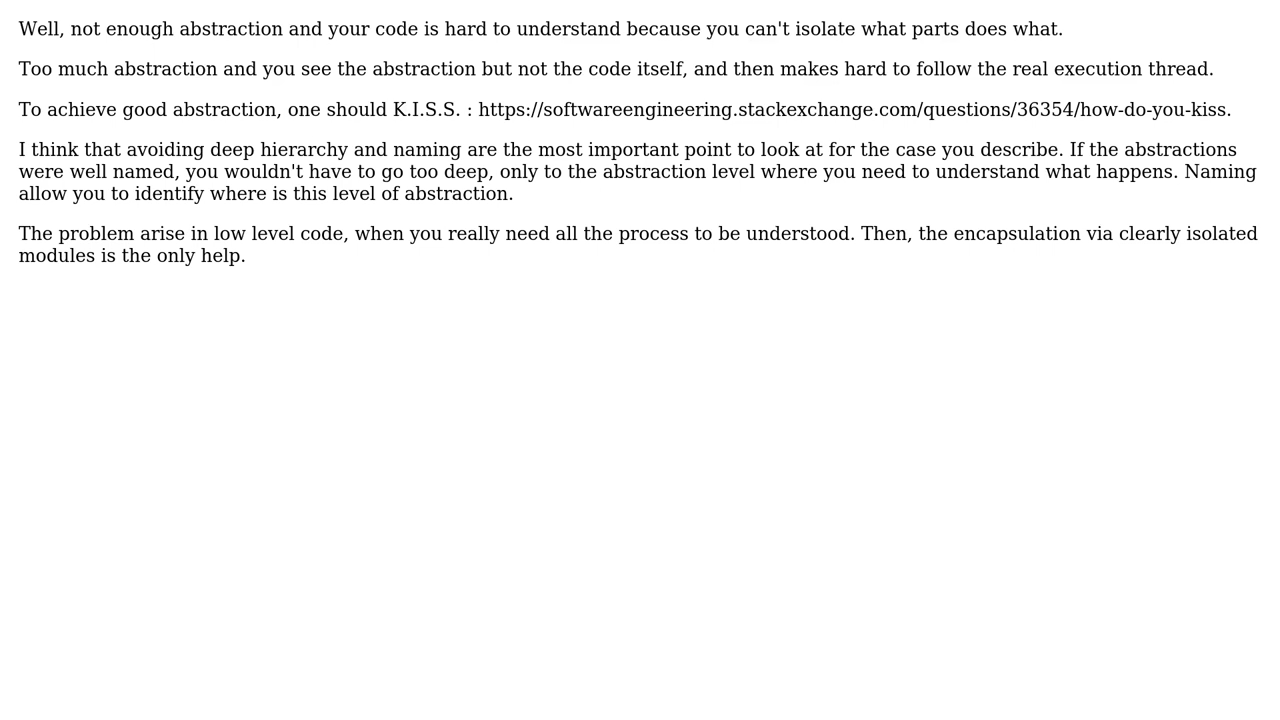 Well, not enough abstraction and your code is hard to understand because you can't isolate what parts does what.
Too much abstraction and you see the abstraction but not the code itself, and then makes hard to follow the real execution thread.
To achieve good abstraction, one should K.I.S.S. : https://softwareengineering.stackexchange.com/questions/36354/how-do-you-kiss.
I think that avoiding deep hierarchy and naming are the most important point to look at for the case you describe. If the abstractions
were well named, you wouldn't have to go too deep, only to the abstraction level where you need to understand what happens. Naming
allow you to identify where is this level of abstraction.
The problem arise in low level code, when you really need all the process to be understood. Then, the encapsulation via clearly isolated
modules is the only help.